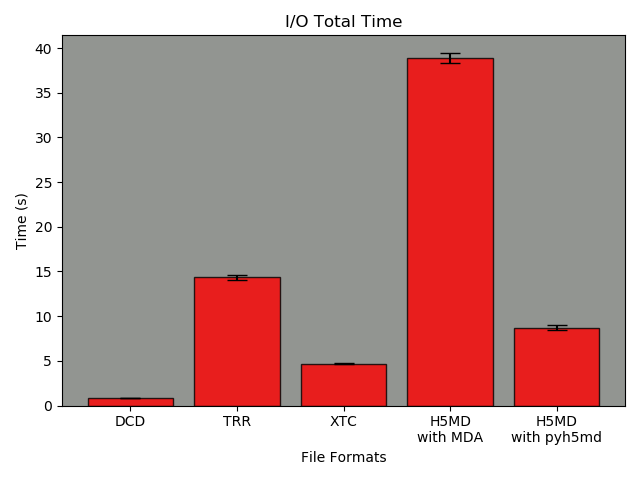 I/O Total Time
Time (s)
40
35
30
25
20
15
10
5
0
DCD
TRR
XTC
H5MD
with MDA
H5MD
with pyh5md
File Formats